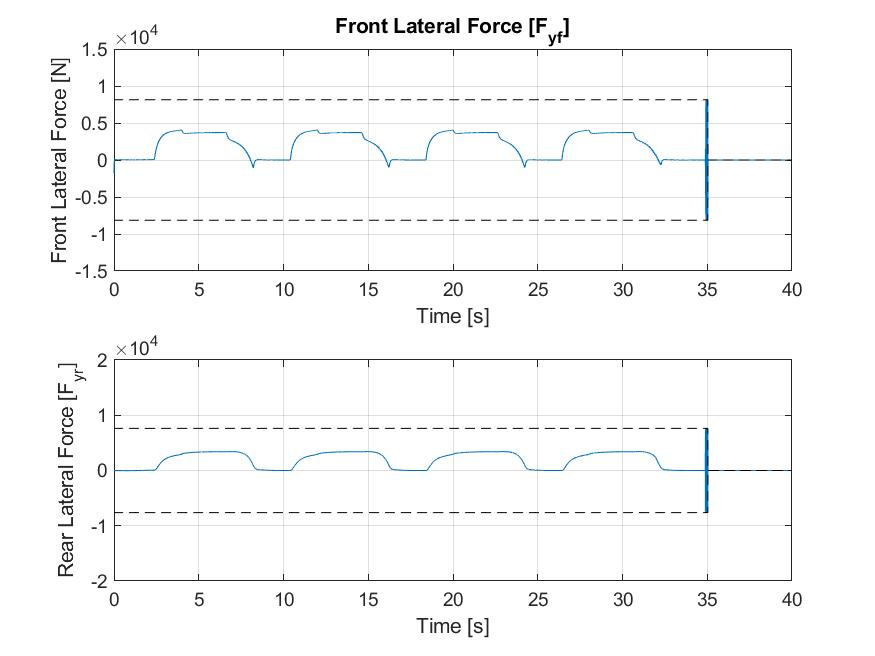 Front Lateral Force [F_yf]
×10^4
1.5
1
0.5
0
-0.5
-1
-1.5
Front Lateral Force [N]
0 5 10 15 20 25 30 35 40
Time [s]
×10^4
2
1
0
-1
-2
Rear Lateral Force [F_yr]
0 5 10 15 20 25 30 35 40
Time [s]